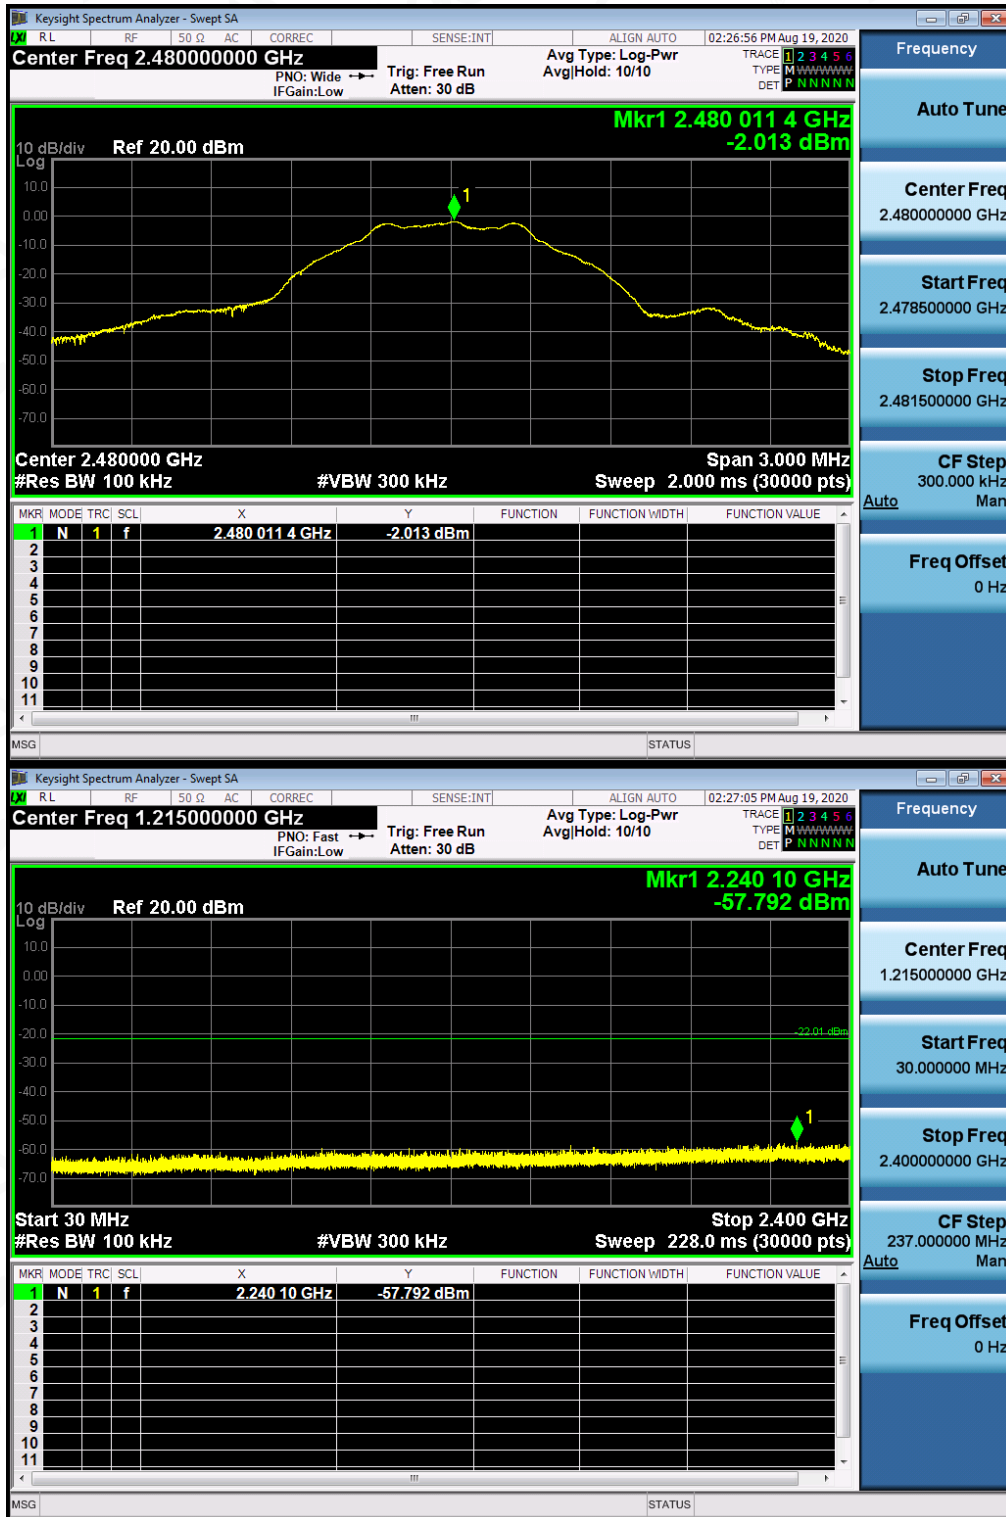 Keysight Spectrum Analyzer - Swept SA
LXI RL RF 50 Ω AC CORREC SENSE:INT ALIGN AUTO 02:26:56 PM Aug 19, 2020
Center Freq 2.480000000 GHz
PNO: Wide
IFGain:Low
Trig: Free Run
Atten: 30 dB
Avg Type: Log-Pwr
Avg|Hold: 10/10
TRACE 1 2 3 4 5 6
TYPE M WWWWW
DET P N N N N N
Mkr1 2.480 011 4 GHz
-2.013 dBm
10 dB/div Ref 20.00 dBm
Log
10.0
0.00
-10.0
-20.0
-30.0
-40.0
-50.0
-60.0
-70.0
1
Center 2.480000 GHz Span 3.000 MHz
#Res BW 100 kHz #VBW 300 kHz Sweep 2.000 ms (30000 pts)
MKR MODE TRC SCL X Y FUNCTION FUNCTION WIDTH FUNCTION VALUE
1 N 1 f 2.480 011 4 GHz -2.013 dBm
2
3
4
5
6
7
8
9
10
11
MSG STATUS
Frequency
Auto Tune
Center Freq
2.480000000 GHz
Start Freq
2.478500000 GHz
Stop Freq
2.481500000 GHz
CF Step
300.000 kHz
Auto Man
Freq Offset
0 Hz
Keysight Spectrum Analyzer - Swept SA
LXI RL RF 50 Ω AC CORREC SENSE:INT ALIGN AUTO 02:27:05 PM Aug 19, 2020
Center Freq 1.215000000 GHz
PNO: Fast
IFGain:Low
Trig: Free Run
Atten: 30 dB
Avg Type: Log-Pwr
Avg|Hold: 10/10
TRACE 1 2 3 4 5 6
TYPE M WWWWW
DET P N N N N N
Mkr1 2.240 10 GHz
-57.792 dBm
10 dB/div Ref 20.00 dBm
Log
10.0
0.00
-10.0
-20.0
-30.0
-40.0
-50.0
-60.0
-70.0
-22.01 dBm
1
Start 30 MHz Stop 2.400 GHz
#Res BW 100 kHz #VBW 300 kHz Sweep 228.0 ms (30000 pts)
MKR MODE TRC SCL X Y FUNCTION FUNCTION WIDTH FUNCTION VALUE
1 N 1 f 2.240 10 GHz -57.792 dBm
2
3
4
5
6
7
8
9
10
11
MSG STATUS
Frequency
Auto Tune
Center Freq
1.215000000 GHz
Start Freq
30.000000 MHz
Stop Freq
2.400000000 GHz
CF Step
237.000000 MHz
Auto Man
Freq Offset
0 Hz